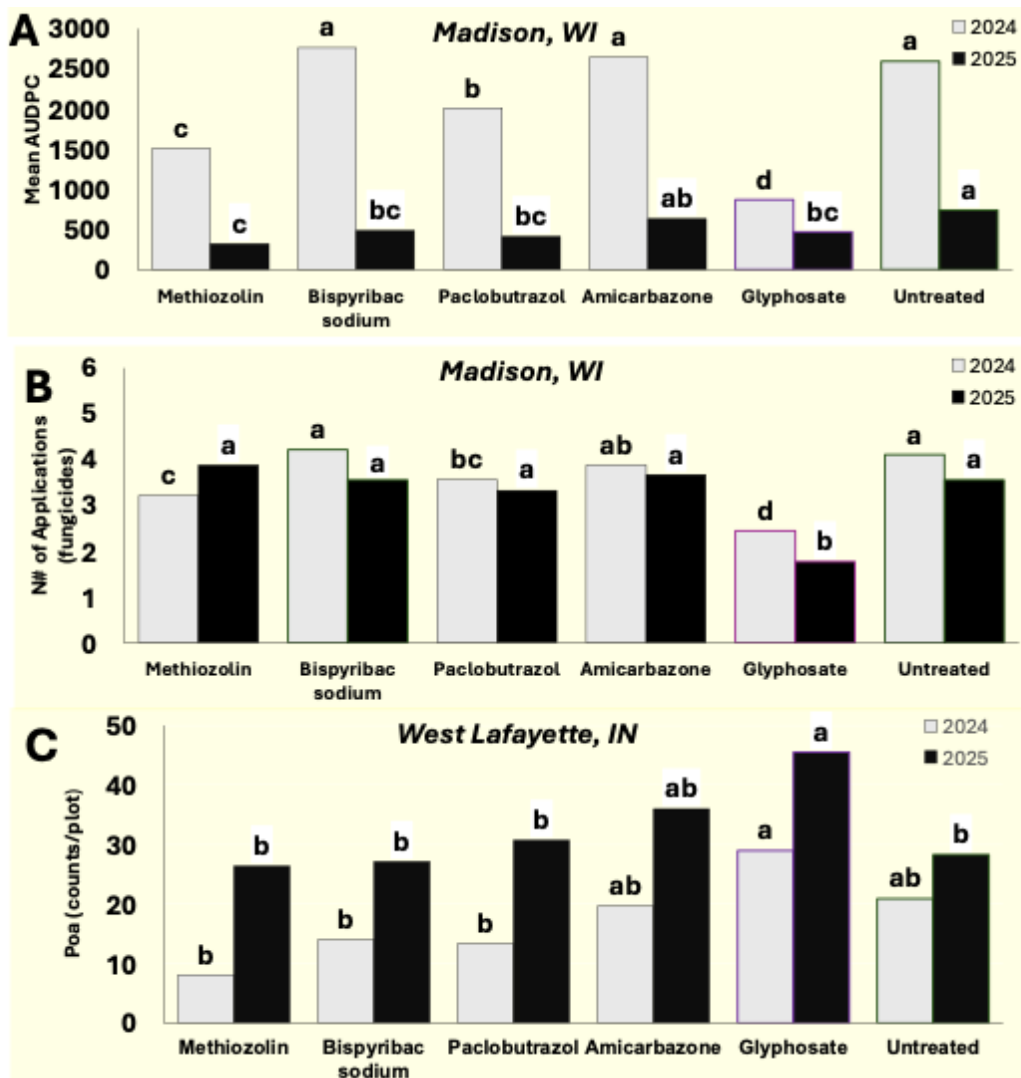 A
Madison, WI
2024
2025
Mean AUDPC
3000
2500
2000
1500
1000
500
0
c
c
a
bc
b
bc
a
ab
d
bc
a
a
Methiozolin
Bispyribac
sodium
Paclobutrazol
Amicarbazone
Glyphosate
Untreated
B
Madison, WI
2024
2025
N# of Applications
(fungicides)
6
5
4
3
2
1
0
c
a
a
a
bc
a
ab
a
d
b
a
a
Methiozolin
Bispyribac
sodium
Paclobutrazol
Amicarbazone
Glyphosate
Untreated
C
West Lafayette, IN
2024
2025
Poa (counts/plot)
50
40
30
20
10
0
b
b
b
b
b
b
ab
ab
a
a
ab
b
Methiozolin
Bispyribac
sodium
Paclobutrazol
Amicarbazone
Glyphosate
Untreated